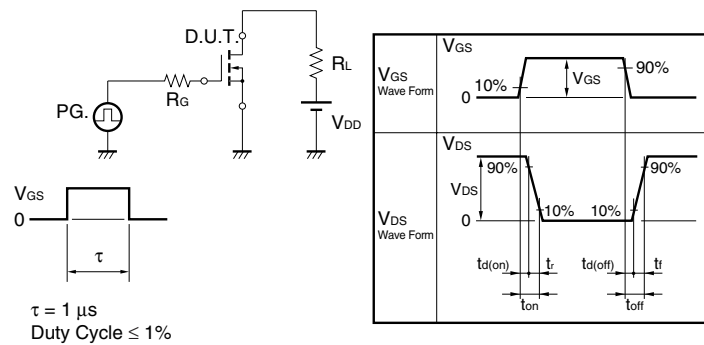 D.U.T.
RL
RG
PG.
VDD
VGS
0
τ
τ = 1 μs
Duty Cycle ≤ 1%
VGS
Wave Form
VGS
10%
90%
VGS
0
VDS
Wave Form
VDS
90%
90%
VDS
10%
10%
0
td(on)
tr
td(off)
tf
ton
toff